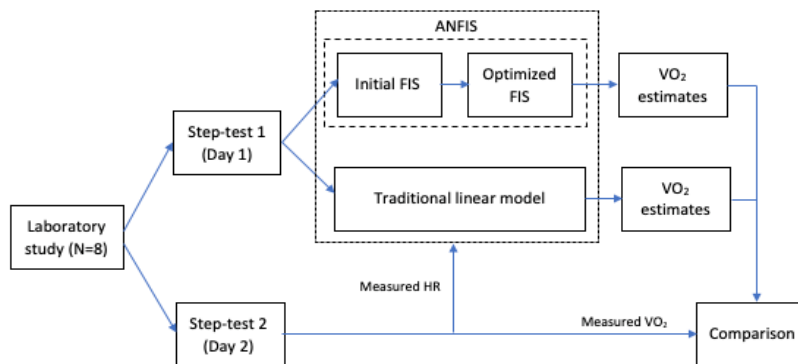 ANFIS
Initial FIS
Optimized
FIS
VO₂
estimates
Step-test 1
(Day 1)
Traditional linear model
VO₂
estimates
Laboratory
study (N=8)
Measured HR
Step-test 2
(Day 2)
Measured VO₂
Comparison